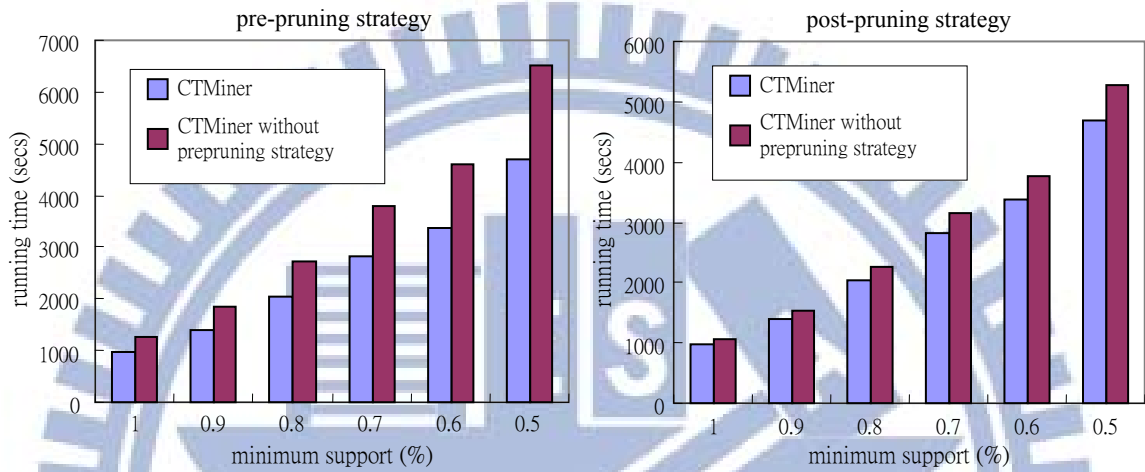 pre-pruning strategy
7000
6000
5000
4000
3000
2000
1000
0
running time (secs)
CTMiner
CTMiner without
prepruning strategy
1 0.9 0.8 0.7 0.6 0.5
minimum support (%)
post-pruning strategy
6000
5000
4000
3000
2000
1000
0
running time (secs)
CTMiner
CTMiner without
prepruning strategy
1 0.9 0.8 0.7 0.6 0.5
minimum support (%)
E S